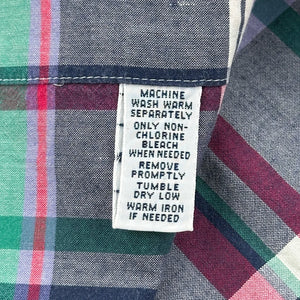 MACHINE
WASH WARM
SEPARATELY
ONLY NON-
CHLORINE
BLEACH
WHEN NEEDED
REMOVE
PROMPTLY
TUMBLE
DRY LOW
WARM IRON
IF NEEDED